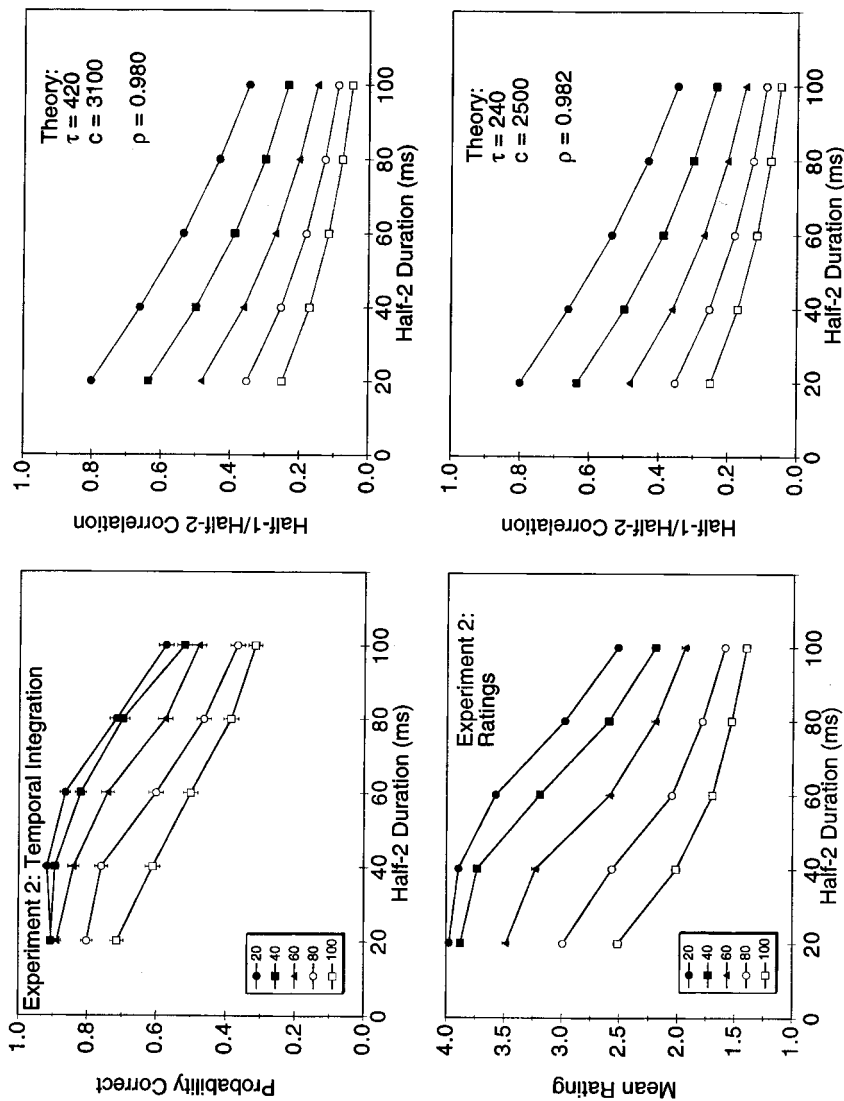 Experiment 2: Temporal Integration
Probability Correct
1.0
0.8
0.6
0.4
0.2
0.0
20
40
60
80
100
0 20 40 60 80 100
Half-2 Duration (ms)
Theory:
τ = 420
c = 3100
ρ = 0.980
Half-1/Half-2 Correlation
1.0
0.8
0.6
0.4
0.2
0.0
0 20 40 60 80 100
Half-2 Duration (ms)
Experiment 2:
Ratings
Mean Rating
4.0
3.5
3.0
2.5
2.0
1.5
1.0
20
40
60
80
100
0 20 40 60 80 100
Half-2 Duration (ms)
Theory:
τ = 240
c = 2500
ρ = 0.982
Half-1/Half-2 Correlation
1.0
0.8
0.6
0.4
0.2
0.0
0 20 40 60 80 100
Half-2 Duration (ms)